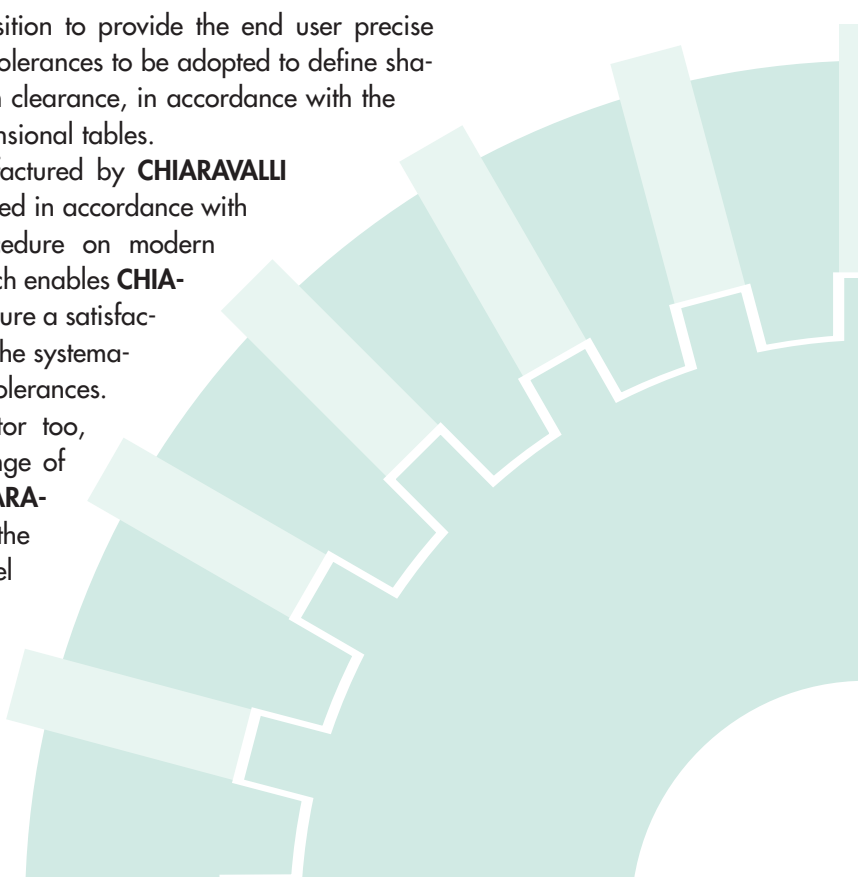 sition to provide the end user precise
olerances to be adopted to define sha-
clearance, in accordance with the
nsional tables.
factured by CHIARAVALLI
ed in accordance with
edure on modern
ch enables CHIA-
ure a satisfac-
he systema-
olerances.
tor too,
nge of
ARA-
the
el